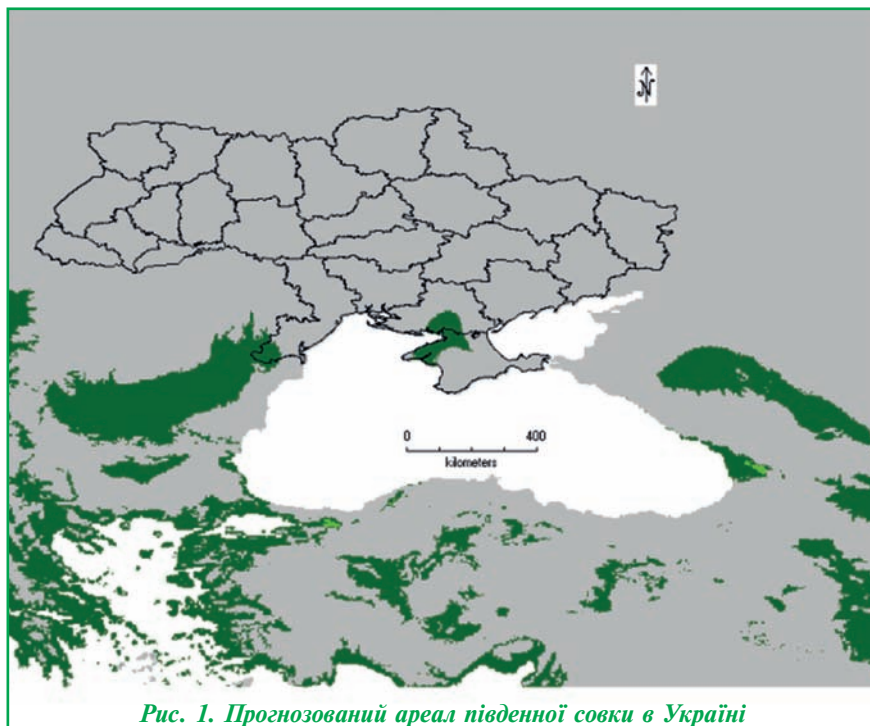 N
0 400
kilometers
Рис. 1. Прогнозований ареал південної совки в Україні